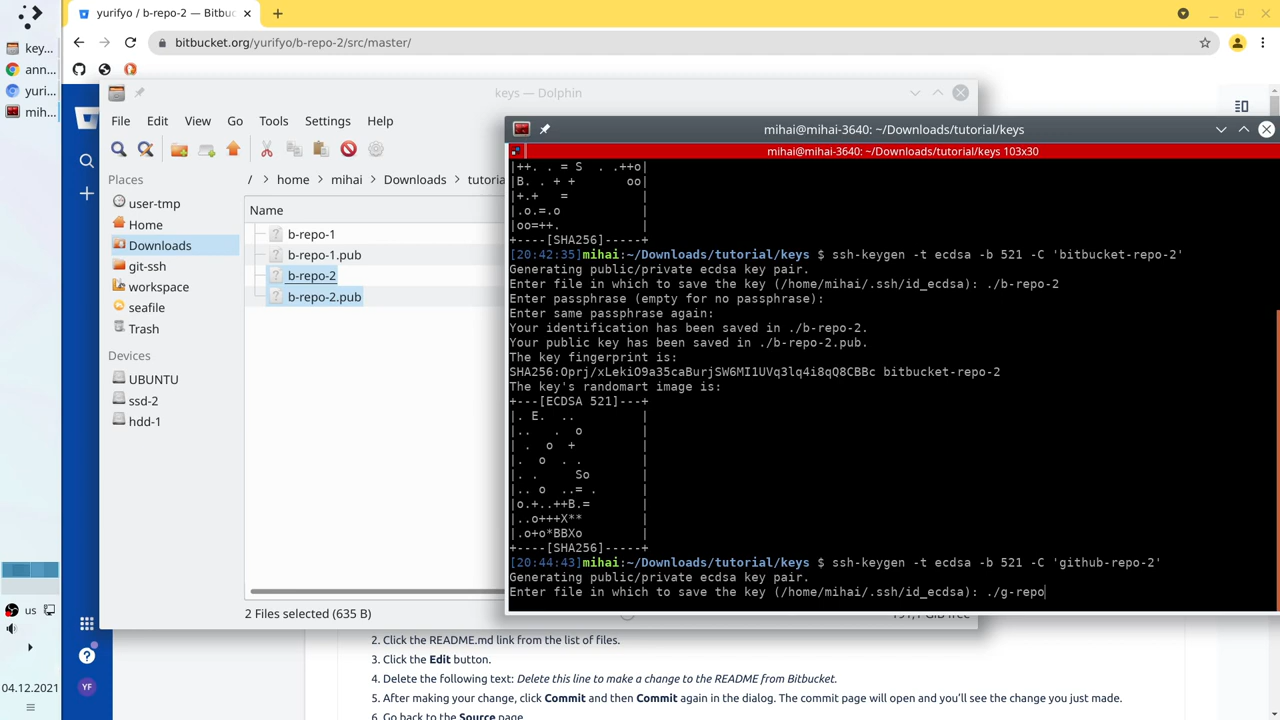 key...
ann...
yuri...
mih...
us
04.12.2021
yurifyo / b-repo-2 — Bitbuc
bitbucket.org/yurifyo/b-repo-2/src/master/
YF
keys — Dolphin
File Edit View Go Tools Settings Help
Places
user-tmp
Home
Downloads
git-ssh
workspace
seafile
Trash
Devices
UBUNTU
ssd-2
hdd-1
/ > home > mihai > Downloads > tutoria
Name
b-repo-1
b-repo-1.pub
b-repo-2
b-repo-2.pub
2 Files selected (635 B)
mihai@mihai-3640: ~/Downloads/tutorial/keys
mihai@mihai-3640: ~/Downloads/tutorial/keys 103x30
|++. . = S  . .++o|
|B. . + +       oo|
|+.+   =          |
|.o.=.o           |
|oo=++.           |
+----[SHA256]-----+
[20:42:35]mihai:~/Downloads/tutorial/keys $ ssh-keygen -t ecdsa -b 521 -C 'bitbucket-repo-2'
Generating public/private ecdsa key pair.
Enter file in which to save the key (/home/mihai/.ssh/id_ecdsa): ./b-repo-2
Enter passphrase (empty for no passphrase):
Enter same passphrase again:
Your identification has been saved in ./b-repo-2.
Your public key has been saved in ./b-repo-2.pub.
The key fingerprint is:
SHA256:Oprj/xLekiO9a35caBurjSW6MI1UVq3lq4i8qQ8CBBc bitbucket-repo-2
The key's randomart image is:
+---[ECDSA 521]---+
|. E.  ..         |
|..   .  o        |
| .   o  +        |
|.   o  . .       |
|. .     So       |
|.. o  ..= .      |
|o.+..++B.=       |
|..o+++X**        |
|.o+o*BBXo        |
+----[SHA256]-----+
[20:44:43]mihai:~/Downloads/tutorial/keys $ ssh-keygen -t ecdsa -b 521 -C 'github-repo-2'
Generating public/private ecdsa key pair.
Enter file in which to save the key (/home/mihai/.ssh/id_ecdsa): ./g-repo
2. Click the README.md link from the list of files.
3. Click the Edit button.
4. Delete the following text: Delete this line to make a change to the README from Bitbucket.
5. After making your change, click Commit and then Commit again in the dialog. The commit page will open and you'll see the change you just made.
6. Go back to the Source page.